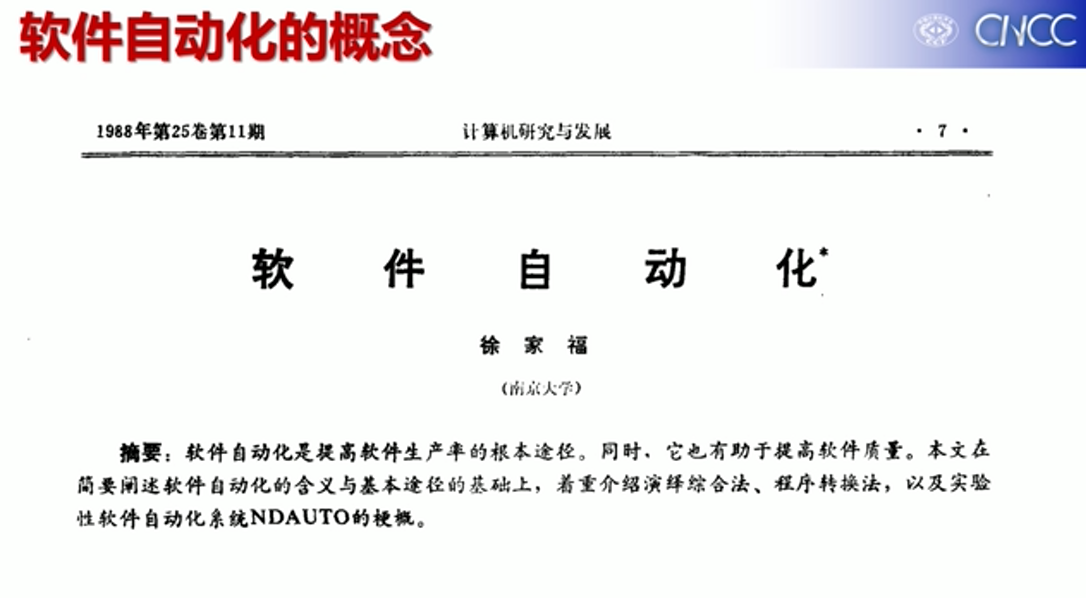 软件自动化的概念
CNCC
1988年第25卷第11期 计算机研究与发展 · 7 ·
软 件 自 动 化*
徐 家 福
（南京大学）
摘要：软件自动化是提高软件生产率的根本途径。同时，它也有助于提高软件质量。本文在
简要阐述软件自动化的含义与基本途径的基础上，着重介绍演绎综合法、程序转换法，以及实验
性软件自动化系统NDAUTO的梗概。